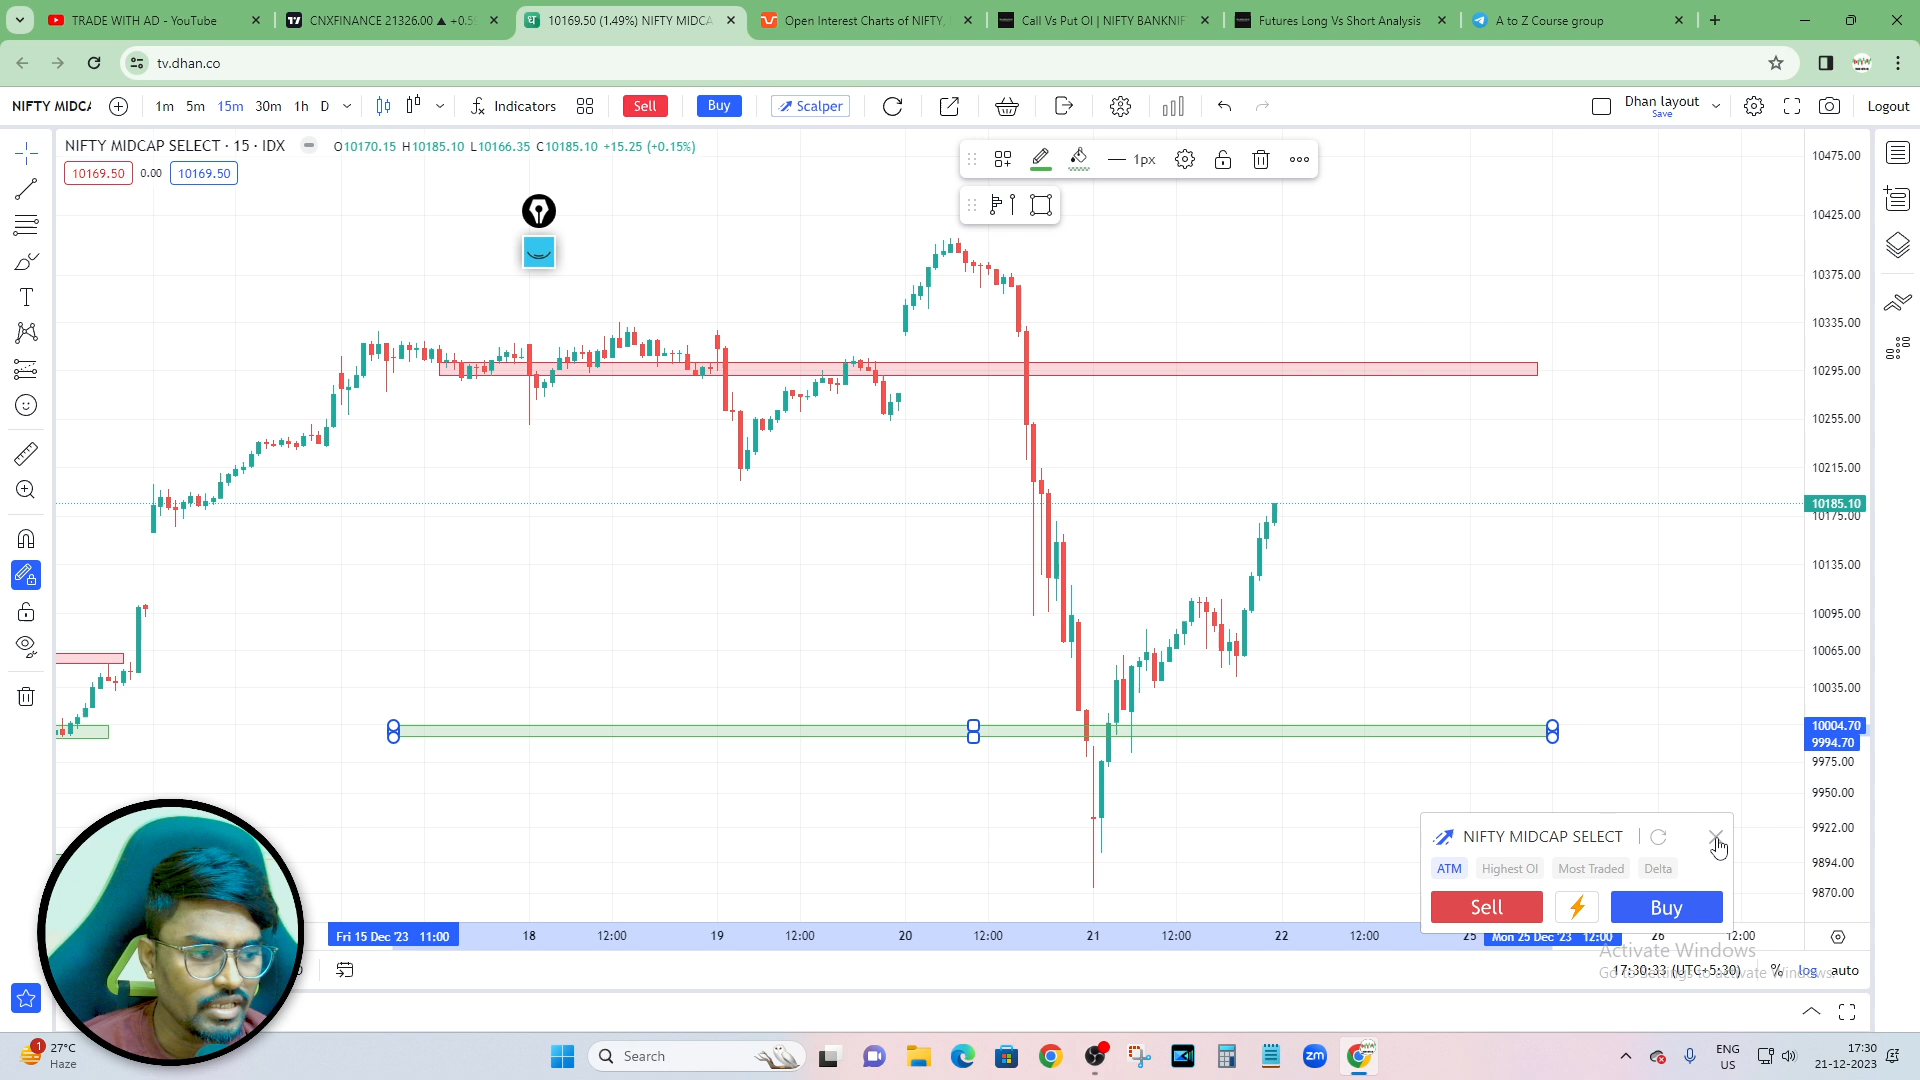 TRADE WITH AD - YouTube
CNXFINANCE 21326.00 ▲ +0.5
10169.50 (1.49%) NIFTY MIDCA
Open Interest Charts of NIFTY,
Call Vs Put OI | NIFTY BANKNIF
Futures Long Vs Short Analysis
A to Z Course group
tv.dhan.co
NIFTY MIDCA
1m 5m 15m 30m 1h D
Indicators
Sell
Buy
Scalper
Dhan layout
Save
Logout
NIFTY MIDCAP SELECT · 15 · IDX
O10170.15 H10185.10 L10166.35 C10185.10 +15.25 (+0.15%)
10169.50 0.00 10169.50
1px
10475.00
10425.00
10375.00
10335.00
10295.00
10255.00
10215.00
10185.10
10175.00
10135.00
10095.00
10065.00
10035.00
10004.70
9994.70
9975.00
9950.00
9922.00
9894.00
9870.00
NIFTY MIDCAP SELECT
ATM Highest OI Most Traded Delta
Sell
Buy
Fri 15 Dec '23 11:00
18 12:00 19 12:00 20 12:00 21 12:00 22 12:00 25
Mon 25 Dec '23 12:00
26 12:00
Activate Windows
Go to Settings to activate Windows.
17:30:33 (UTC+5:30)
% log auto
1
27°C
Haze
Search
zm
ENG
US
17:30
21-12-2023